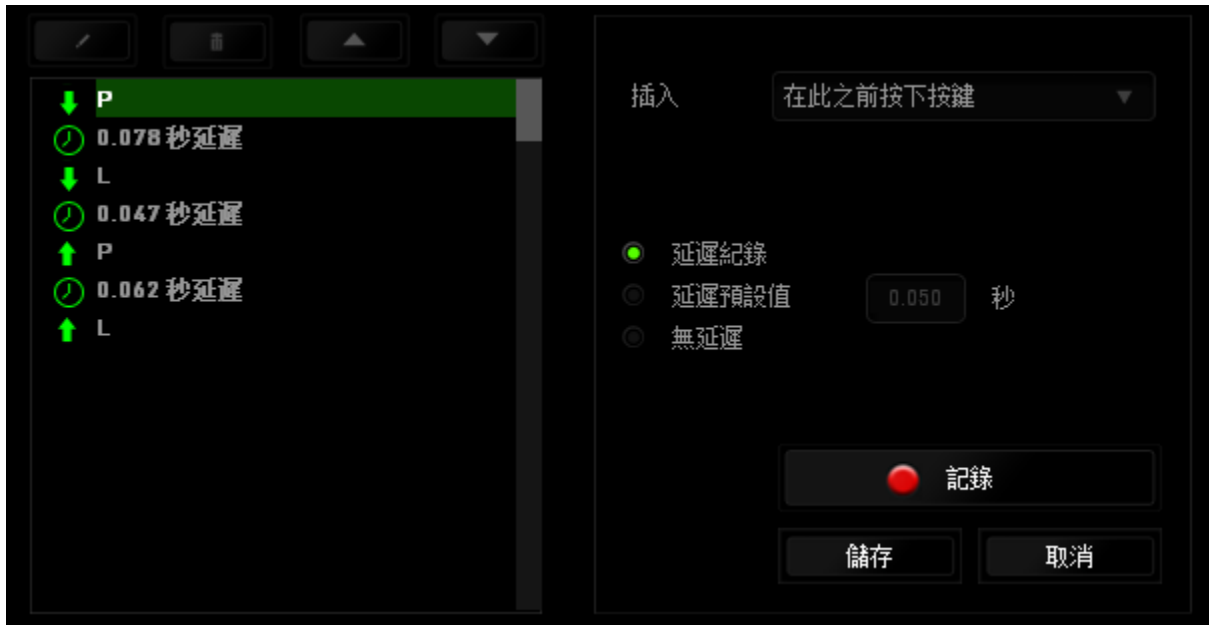 P
0.078 秒延遲
L
0.047 秒延遲
P
0.062 秒延遲
L
插入 在此之前按下按鍵
延遲紀錄
延遲預設值 0.050 秒
無延遲
記錄
儲存 取消